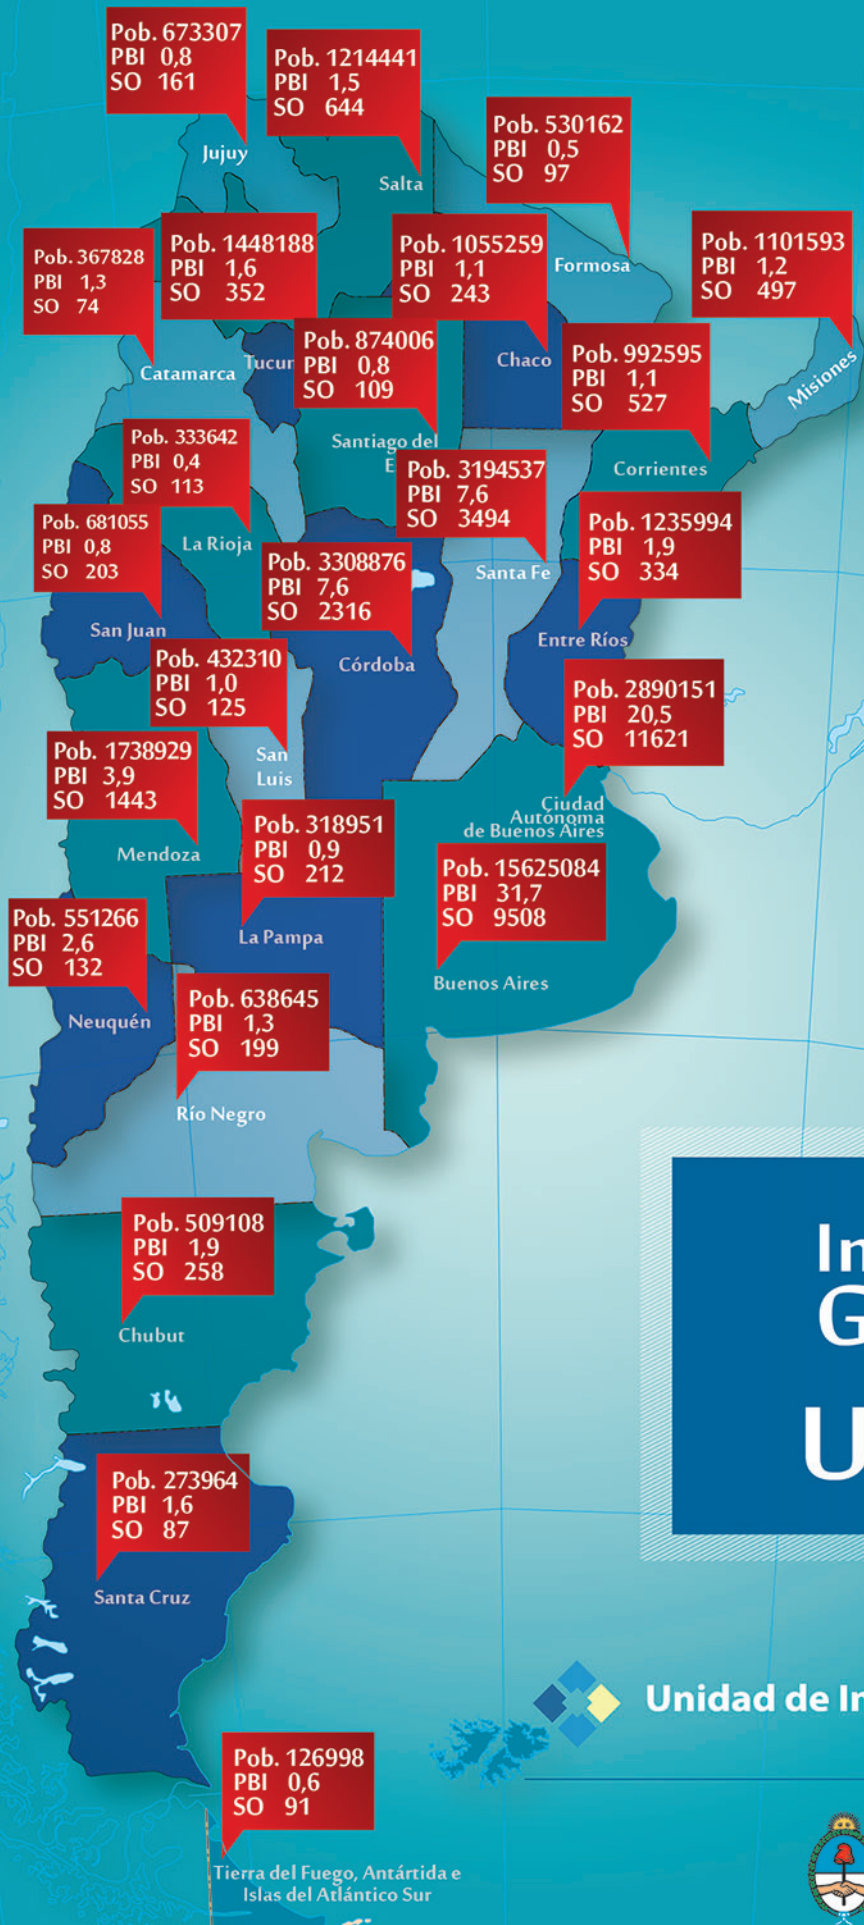 Pob. 673307
PBI 0,8
SO 161
Jujuy
Pob. 1214441
PBI 1,5
SO 644
Salta
Pob. 530162
PBI 0,5
SO 97
Formosa
Pob. 367828
PBI 1,3
SO 74
Catamarca
Pob. 1448188
PBI 1,6
SO 352
Tucur
Pob. 1055259
PBI 1,1
SO 243
Chaco
Pob. 1101593
PBI 1,2
SO 497
Misiones
Pob. 874006
PBI 0,8
SO 109
Santiago del
E
Pob. 992595
PBI 1,1
SO 527
Corrientes
Pob. 333642
PBI 0,4
SO 113
La Rioja
Pob. 3194537
PBI 7,6
SO 3494
Santa Fe
Pob. 681055
PBI 0,8
SO 203
San Juan
Pob. 3308876
PBI 7,6
SO 2316
Córdoba
Pob. 1235994
PBI 1,9
SO 334
Entre Ríos
Pob. 432310
PBI 1,0
SO 125
San
Luis
Pob. 2890151
PBI 20,5
SO 11621
Ciudad
Autónoma
de Buenos Aires
Pob. 1738929
PBI 3,9
SO 1443
Mendoza
Pob. 318951
PBI 0,9
SO 212
La Pampa
Pob. 15625084
PBI 31,7
SO 9508
Buenos Aires
Pob. 551266
PBI 2,6
SO 132
Neuquén
Pob. 638645
PBI 1,3
SO 199
Río Negro
Pob. 509108
PBI 1,9
SO 258
Chubut
In
G
U
Pob. 273964
PBI 1,6
SO 87
Santa Cruz
Unidad de In
Pob. 126998
PBI 0,6
SO 91
Tierra del Fuego, Antártida e
Islas del Atlántico Sur